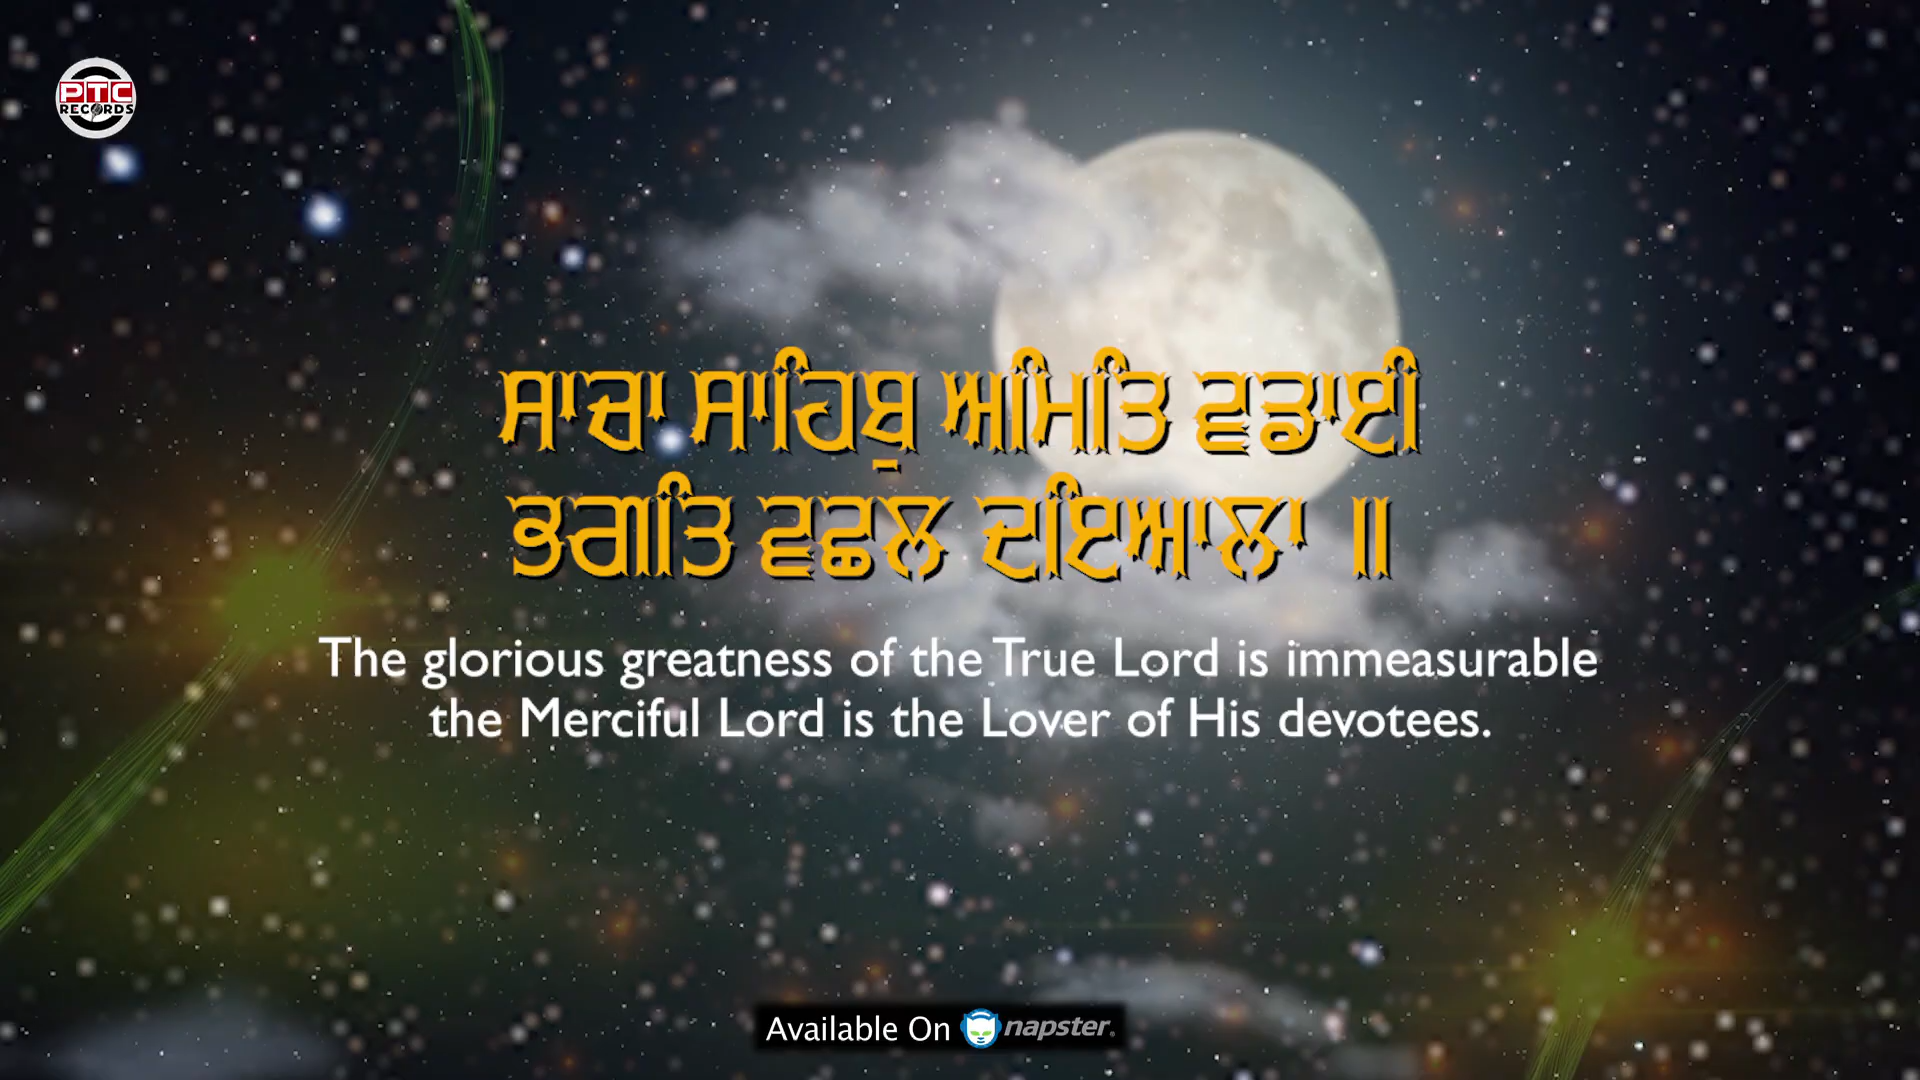 PTC
RECORDS
ਸਾਚਾ ਸਾਹਿਬੁ ਅਮਿਤਿ ਵਡਾਈ
ਭਗਤਿ ਵਛਲ ਦਇਆਲਾ ॥
The glorious greatness of the True Lord is immeasurable
the Merciful Lord is the Lover of His devotees.
Available On napster.